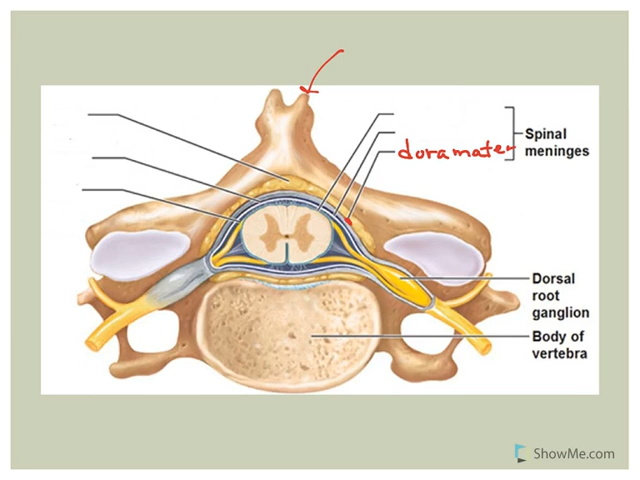 doramater
Spinal
meninges
Dorsal
root
ganglion
Body of
vertebra
ShowMe.com